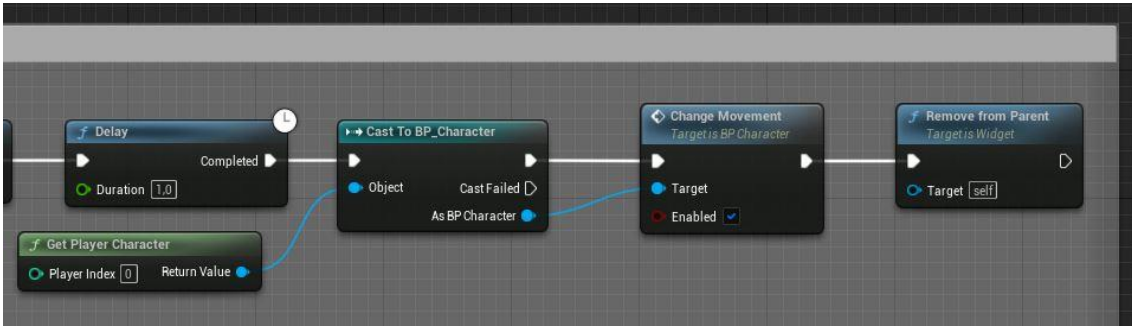 Delay
Completed
Duration 1,0
Get Player Character
Player Index 0 Return Value
Cast To BP_Character
Object Cast Failed
As BP Character
Change Movement
Target is BP Character
Target
Enabled
Remove from Parent
Target is Widget
Target self